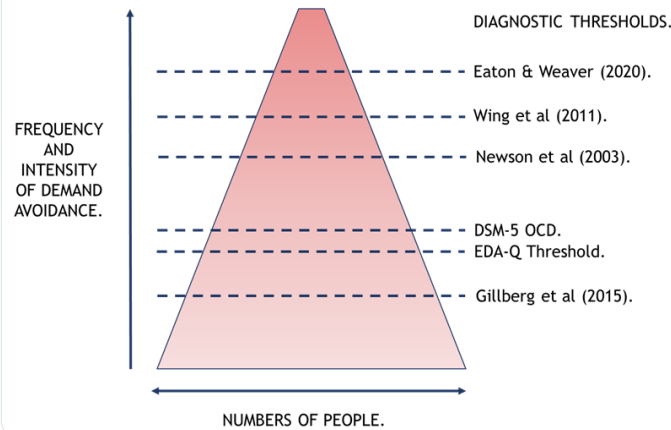 DIAGNOSTIC THRESHOLDS.
Eaton & Weaver (2020).
Wing et al (2011).
Newson et al (2003).
FREQUENCY
AND
INTENSITY
OF DEMAND
AVOIDANCE.
DSM-5 OCD.
EDA-Q Threshold.
Gillberg et al (2015).
NUMBERS OF PEOPLE.